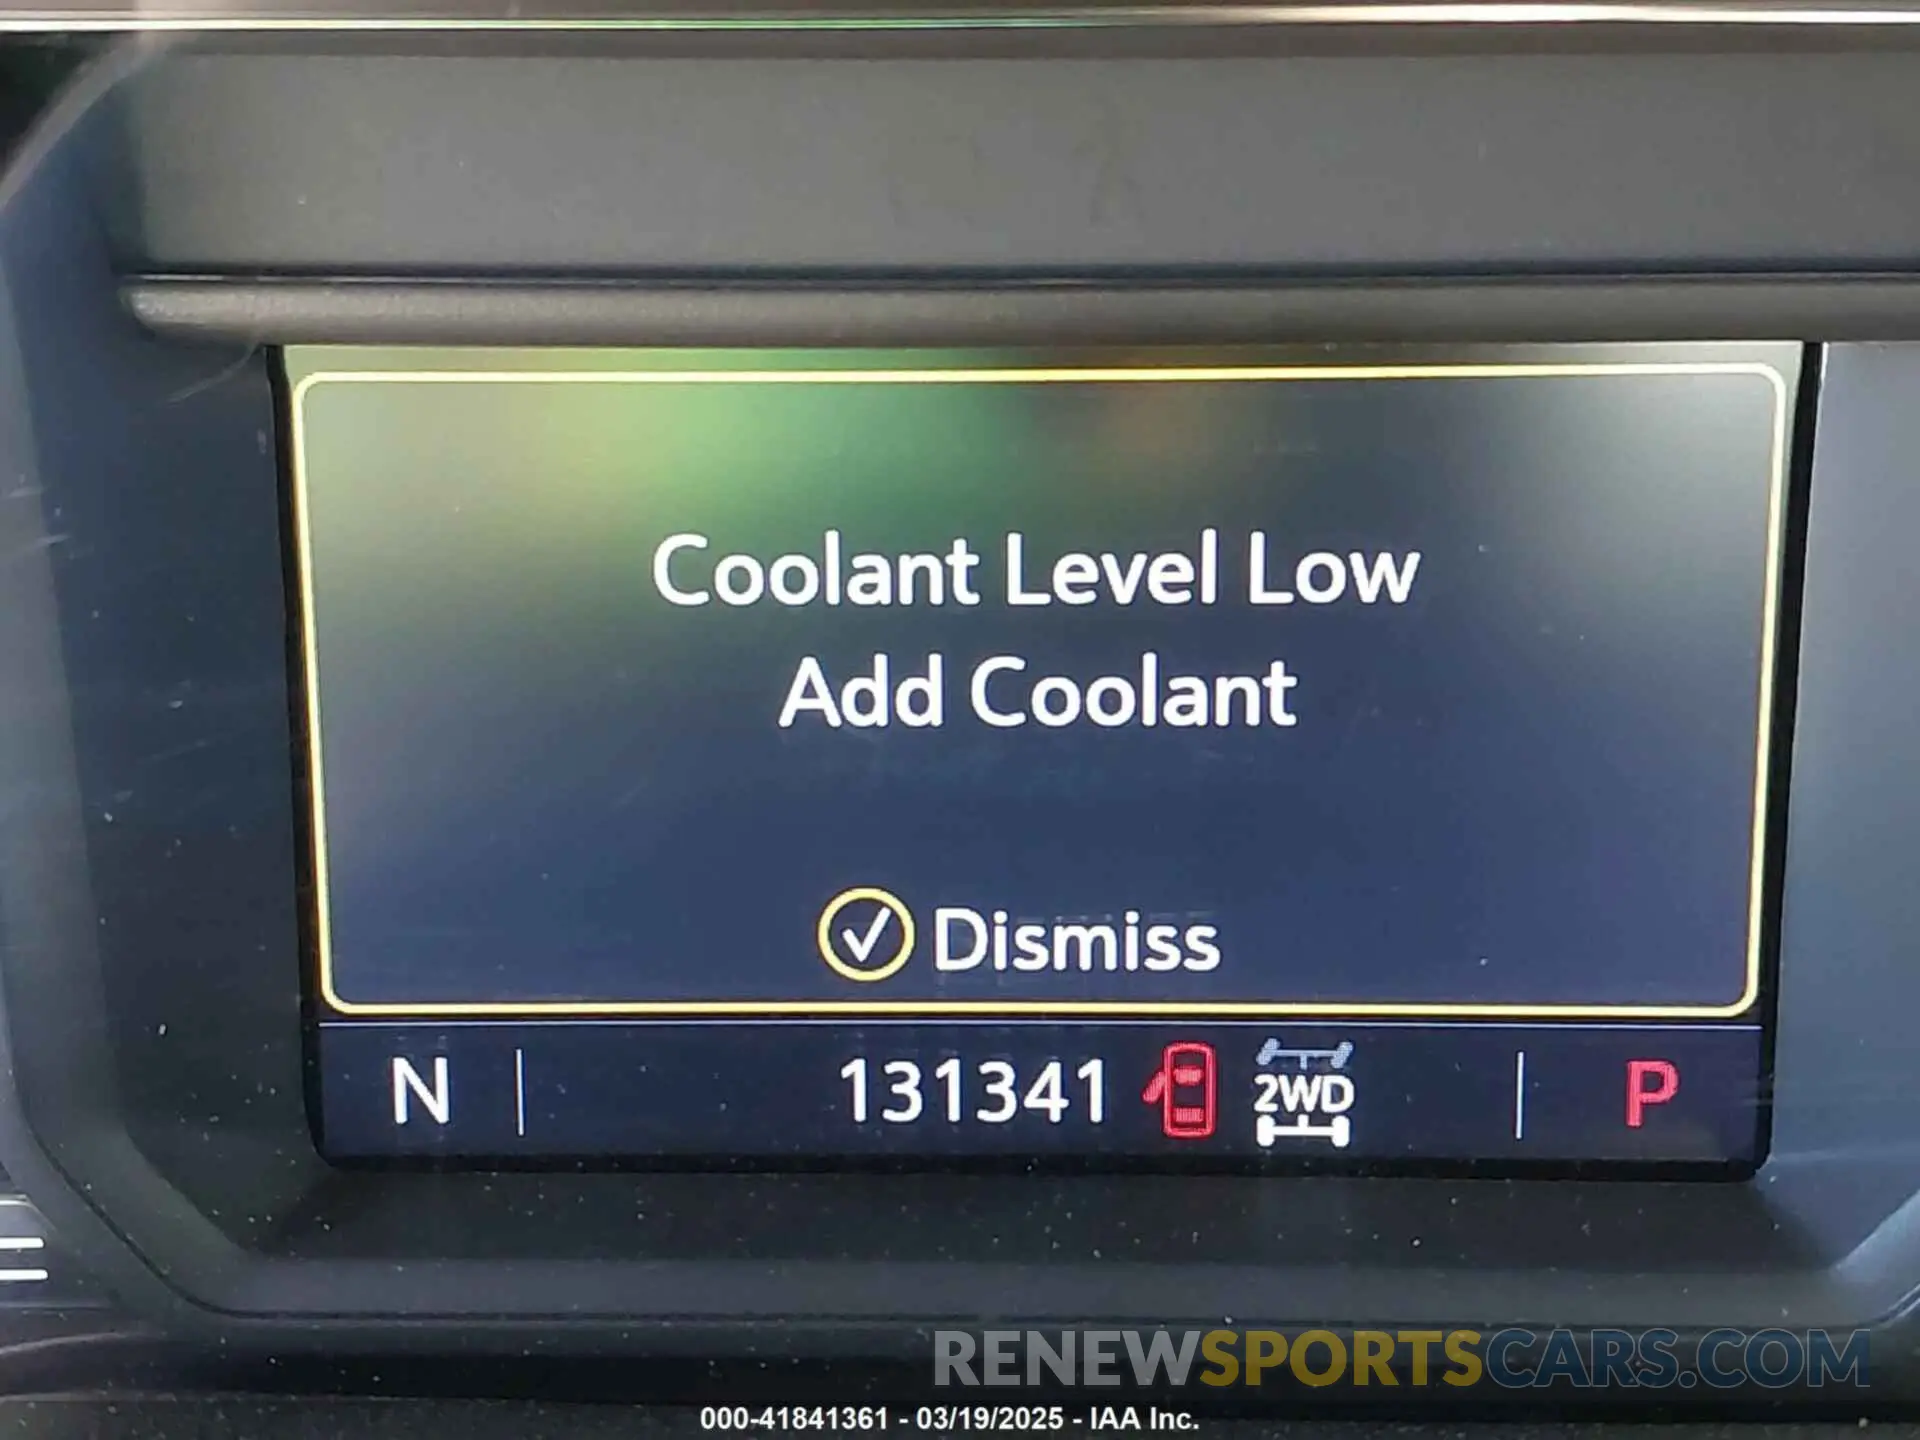 Coolant Level Low
Add Coolant
Dismiss
N 131341 2WD P
RENEWSPORTSCARS.COM
000-41841361 - 03/19/2025 - IAA Inc.